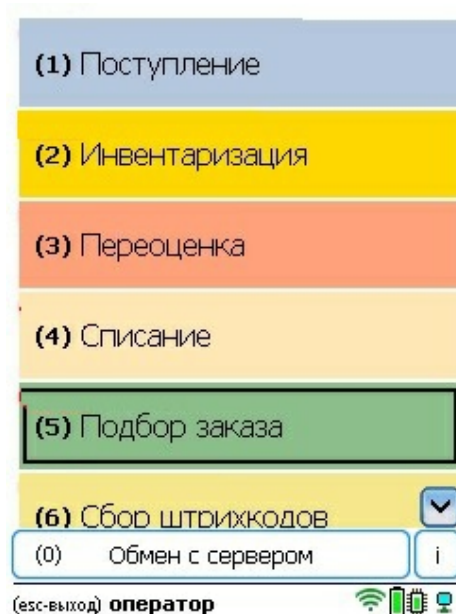 (1) Поступление
(2) Инвентаризация
(3) Переоценка
(4) Списание
(5) Подбор заказа
(6) Сбор штрихкодов
(0) Обмен с сервером i
(esc-выход) оператор